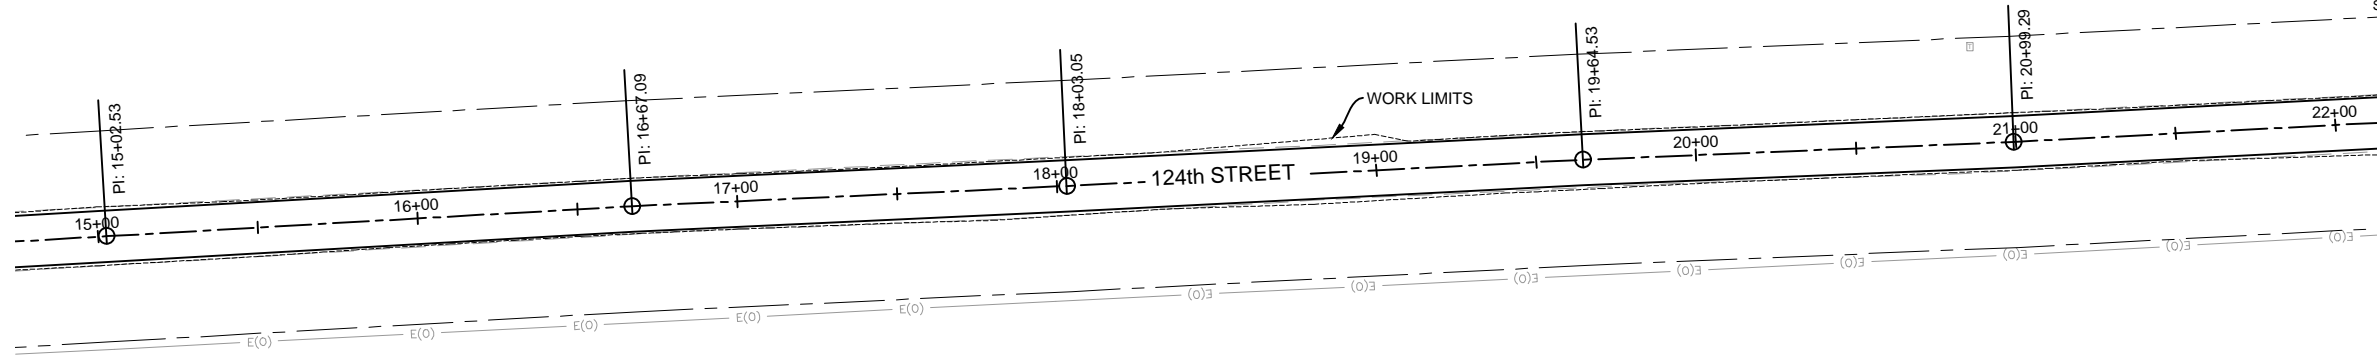 PI: 15+02.53
PI: 16+67.09
PI: 18+03.05
PI: 19+64.53
PI: 20+99.29
WORK LIMITS
15+00
16+00
17+00
18+00
124th STREET
19+00
20+00
21+00
22+00
E(O)
E(O)
E(O)
E(O)
E(O)
E(O)
E(O)
E(O)
E(O)
E(O)
E(O)
E(O)
E(O)
T